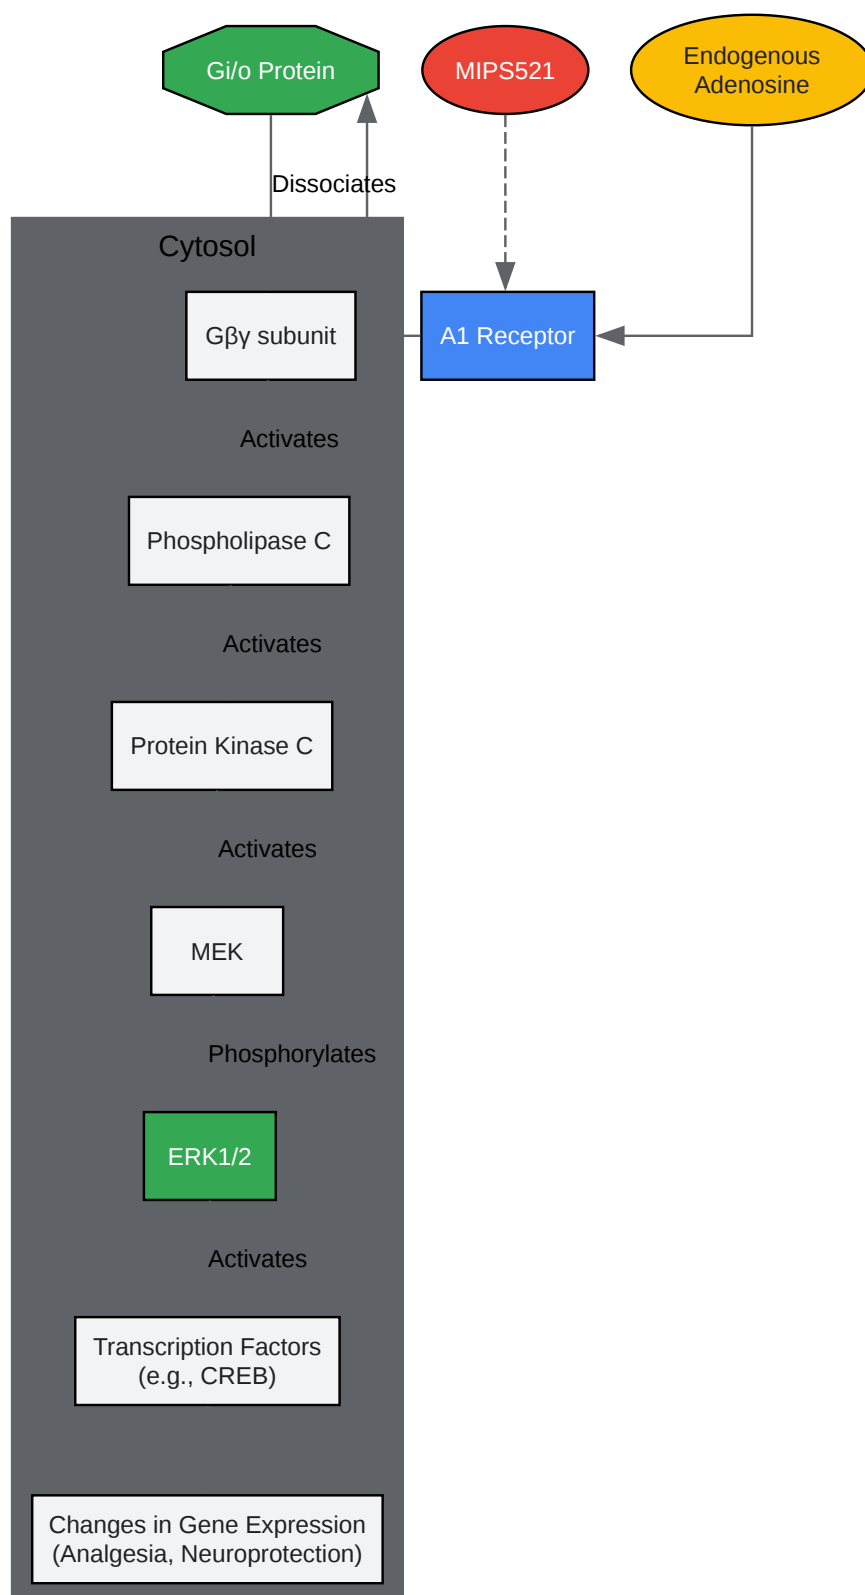 Gi/o Protein
MIPS521
Endogenous
Adenosine
Dissociates
Cytosol
Gβγ subunit
A1 Receptor
Activates
Phospholipase C
Activates
Protein Kinase C
Activates
MEK
Phosphorylates
ERK1/2
Activates
Transcription Factors
(e.g., CREB)
Changes in Gene Expression
(Analgesia, Neuroprotection)